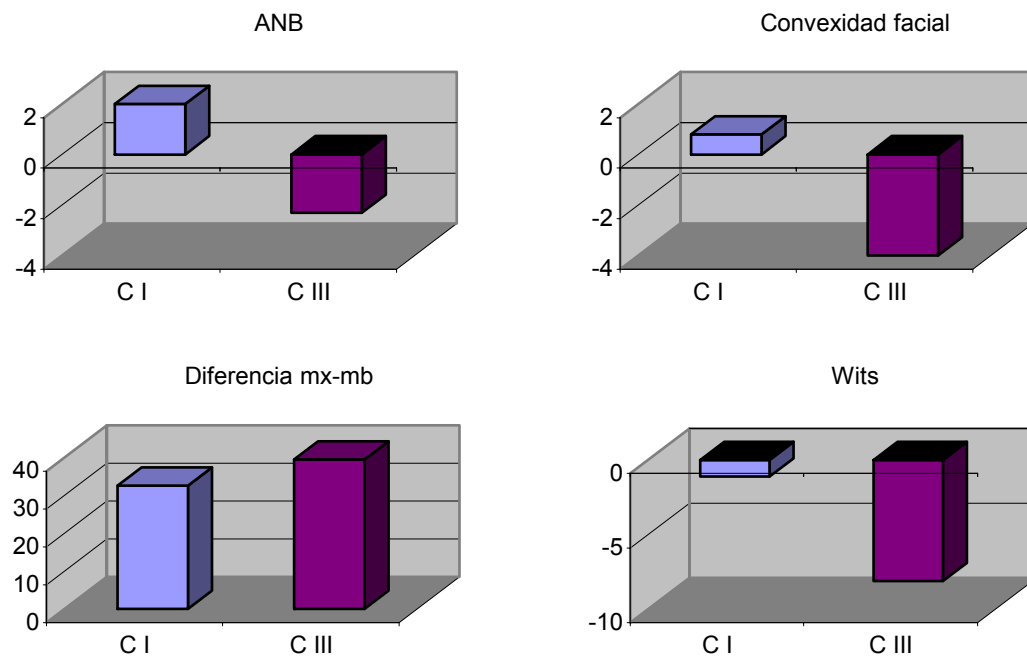 ANB
2
0
-2
-4
C I C III
Convexidad facial
2
0
-2
-4
C I C III
Diferencia mx-mb
40
30
20
10
0
C I C III
Wits
0
-5
-10
C I C III